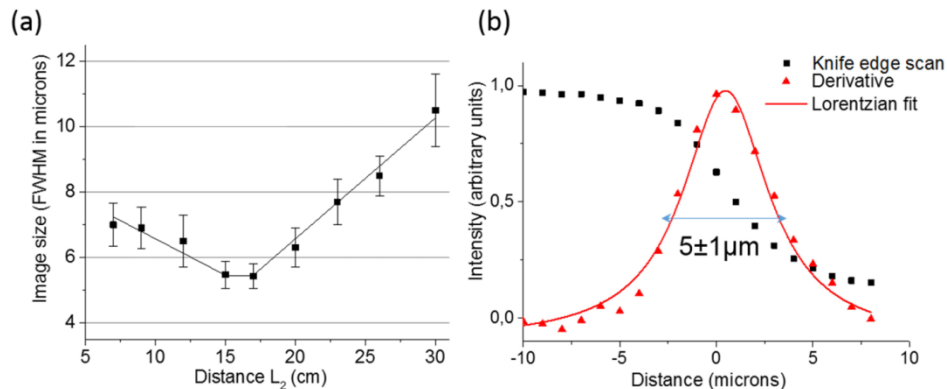 (a)
Image size (FWHM in microns)
12
10
8
6
4
5
10
15
20
25
30
Distance L₂ (cm)
(b)
Knife edge scan
Derivative
Lorentzian fit
Intensity (arbitrary units)
1,0
0,5
0,0
5±1µm
-10
-5
0
5
10
Distance (microns)